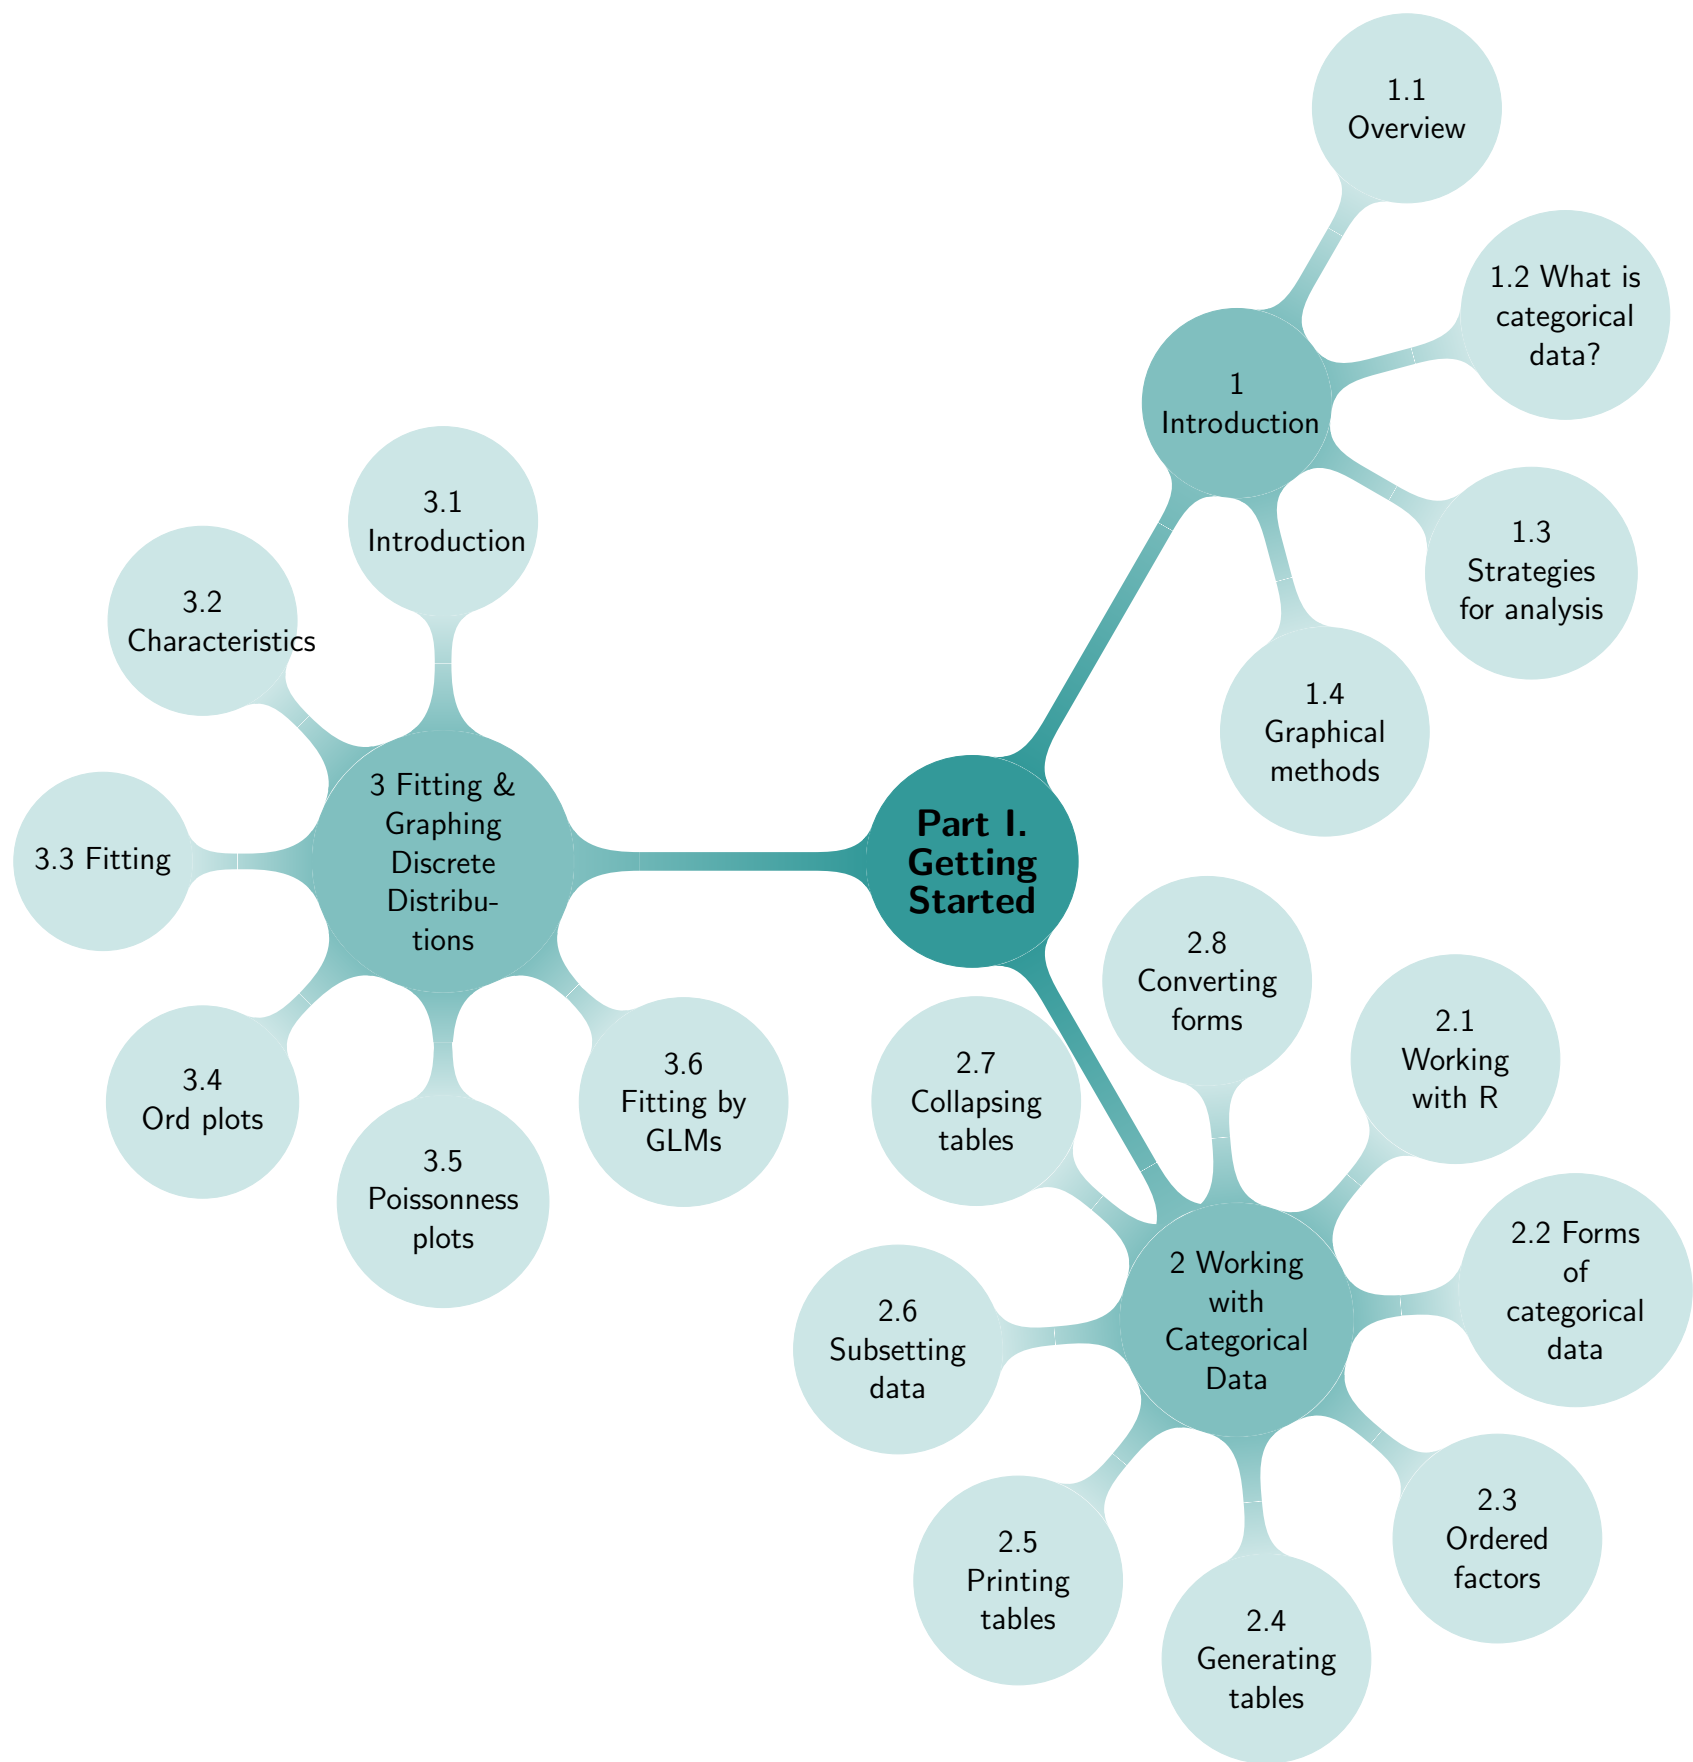 Part I.
Getting
Started
1
Introduction
1.1
Overview
1.2 What is
categorical
data?
1.3
Strategies
for analysis
1.4
Graphical
methods
2 Working
with
Categorical
Data
2.1
Working
with R
2.2 Forms
of
categorical
data
2.3
Ordered
factors
2.4
Generating
tables
2.5
Printing
tables
2.6
Subsetting
data
2.7
Collapsing
tables
2.8
Converting
forms
3 Fitting &
Graphing
Discrete
Distribu-
tions
3.1
Introduction
3.2
Characteristics
3.3 Fitting
3.4
Ord plots
3.5
Poissonness
plots
3.6
Fitting by
GLMs